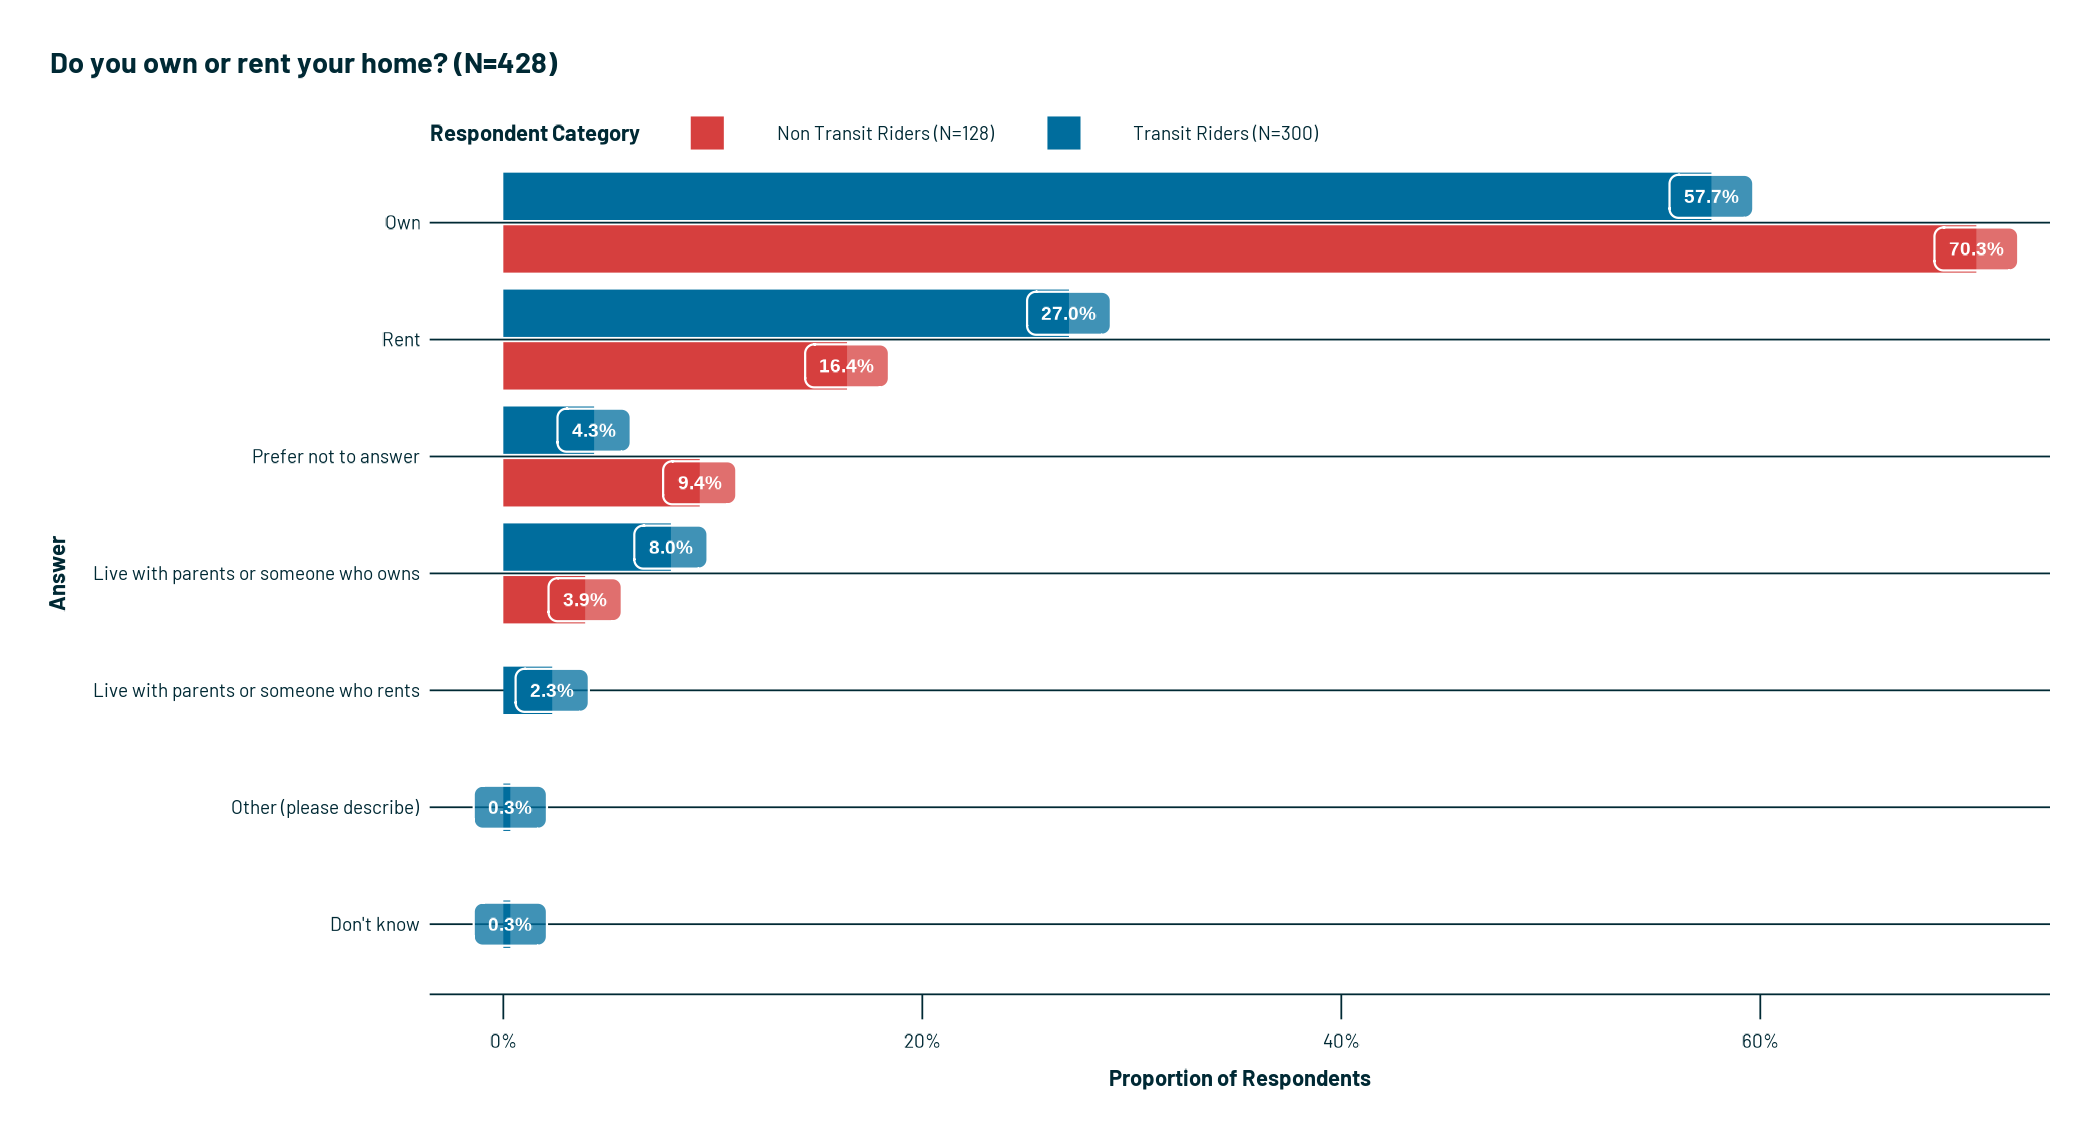 Do you own or rent your home? (N=428)
Respondent Category Non Transit Riders (N=128) Transit Riders (N=300)
57.7%
Own
70.3%
27.0%
Rent
16.4%
4.3%
Prefer not to answer
9.4%
8.0%
Live with parents or someone who owns
3.9%
Live with parents or someone who rents 2.3%
Other (please describe) 0.3%
Don't know 0.3%
Answer
0% 20% 40% 60%
Proportion of Respondents